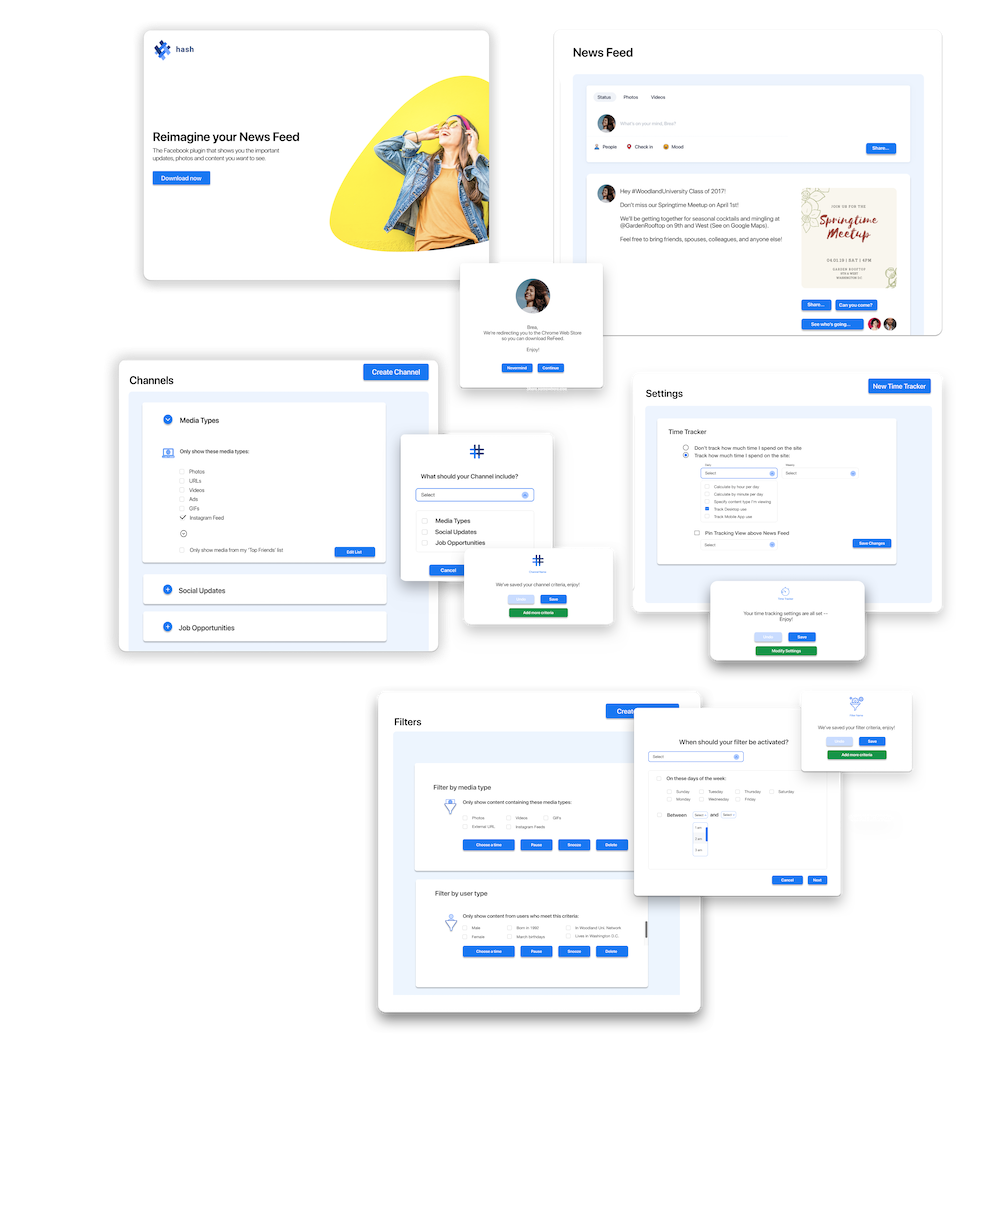 hash
Reimagine your News Feed
The Facebook plugin that shows you the important
updates, photos and content you want to see.
Download now
News Feed
Status Photos Videos
What's on your mind, Brea?
People Check in Mood
Share...
Hey #WoodlandUniversity Class of 2017!
Don't miss our Springtime Meetup on April 1st!
We'll be getting together for seasonal cocktails and mingling at
@GardenRooftop on 9th and West (See on Google Maps).
Feel free to bring friends, spouses, colleagues, and anyone else!
JOIN US FOR THE
Springtime
Meetup
04.01.18 | SAT | 4PM
GARDEN ROOFTOP
9TH & WEST
WASHINGTON D.C.
Share...
Can you come?
See who's going...
Brea,
We're redirecting you to the Chrome Web Store
so you can download ReFeed.
Enjoy!
Nevermind
Continue
Channels
Create Channel
Media Types
Only show these media types:
Photos
URLs
Videos
Ads
GIFs
Instagram Feed
Only show media from my 'Top Friends' list
Edit List
Social Updates
Job Opportunities
What should your Channel include?
Select
Media Types
Social Updates
Job Opportunities
Cancel
We've saved your channel criteria, enjoy!
Save
Add more criteria
Settings
New Time Tracker
Time Tracker
Don't track how much time I spend on the site
Track how much time I spend on the site:
Daily
Weekly
Select
Select
Calculate by hour per day
Calculate by minute per day
Specify content type I'm viewing
Track Desktop use
Track Mobile App use
Pin Tracking View above News Feed
Select
Save Changes
Time Tracker
Your time tracking settings are all set --
Enjoy!
Save
Modify Settings
Filters
Creat
Filter by media type
Only show content containing these media types:
Photos Videos GIFs
External URL Instagram Feeds
Choose a time
Pause
Snooze
Delete
Filter by user type
Only show content from users who meet this criteria:
Male Born in 1992 In Woodland Uni. Network
Female March birthdays Lives in Washington D.C.
Choose a time
Pause
Snooze
Delete
When should your filter be activated?
Select
On these days of the week:
Sunday Tuesday Thursday Saturday
Monday Wednesday Friday
Between Select and Select
1 am
2 am
3 am
Cancel
Next
We've saved your filter criteria, enjoy!
Save
Add more criteria